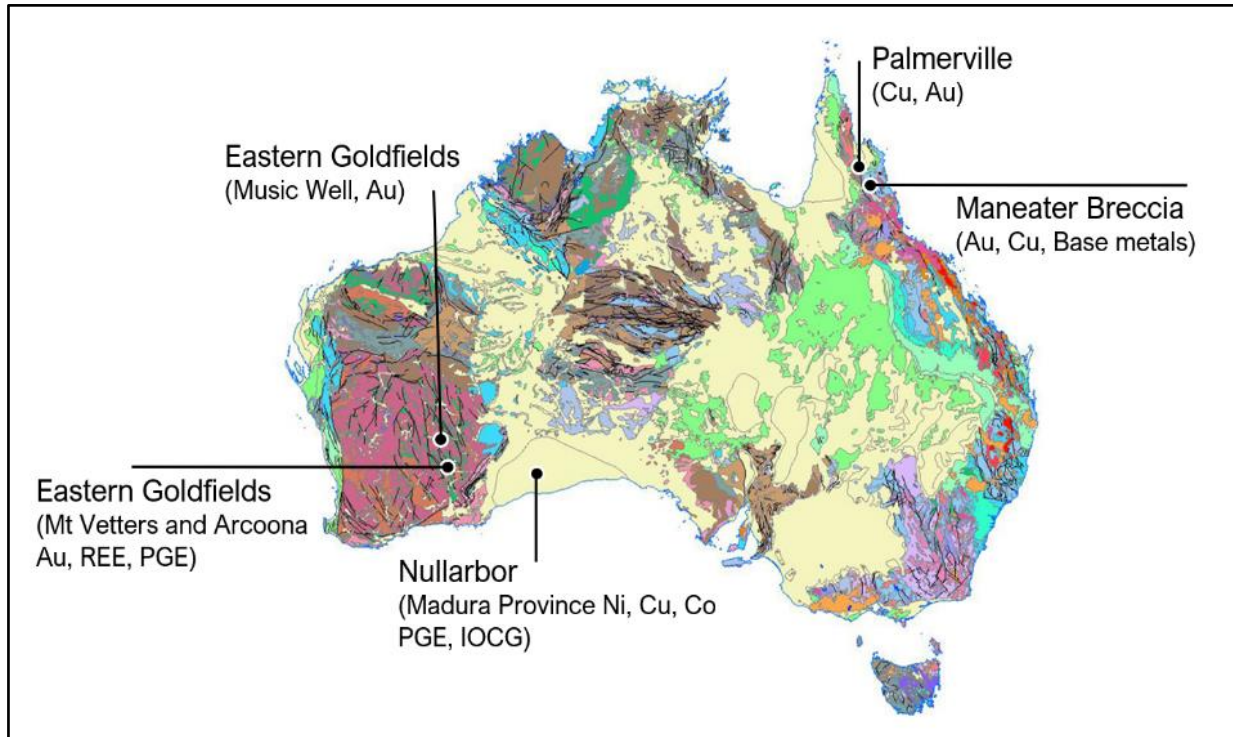 Palmerville
(Cu, Au)
Eastern Goldfields
(Music Well, Au)
Maneater Breccia
(Au, Cu, Base metals)
Eastern Goldfields
(Mt Vetters and Arcoona
Au, REE, PGE)
Nullarbor
(Madura Province Ni, Cu, Co
PGE, IOCG)